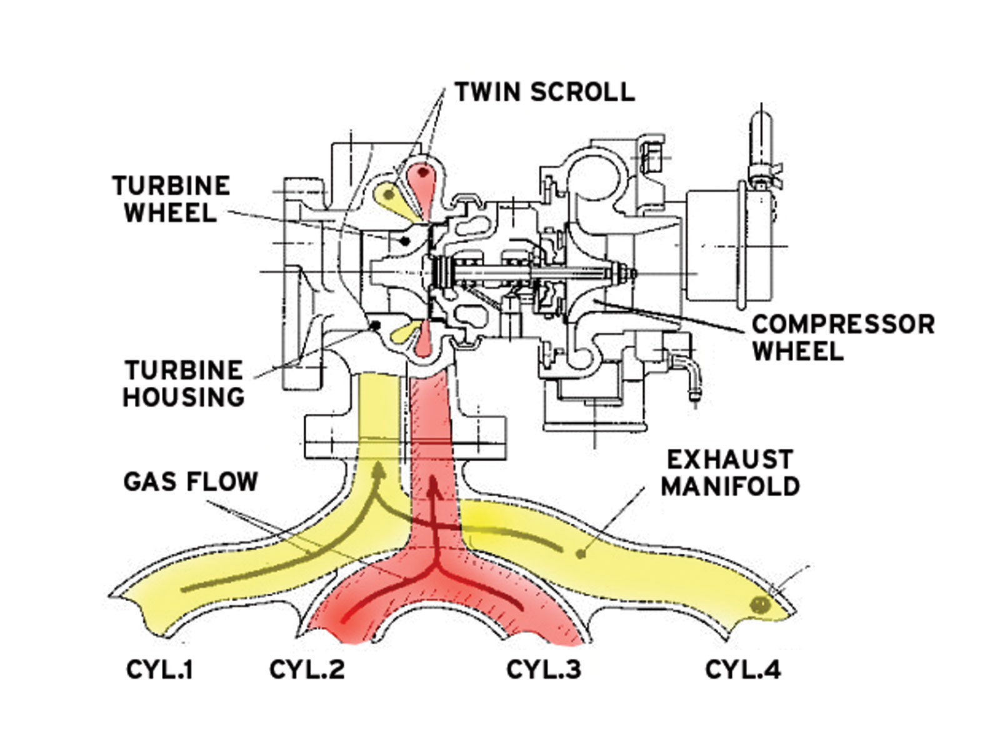 TWIN SCROLL
TURBINE
WHEEL
COMPRESSOR
WHEEL
TURBINE
HOUSING
EXHAUST
MANIFOLD
GAS FLOW
CYL.1
CYL.2
CYL.3
CYL.4